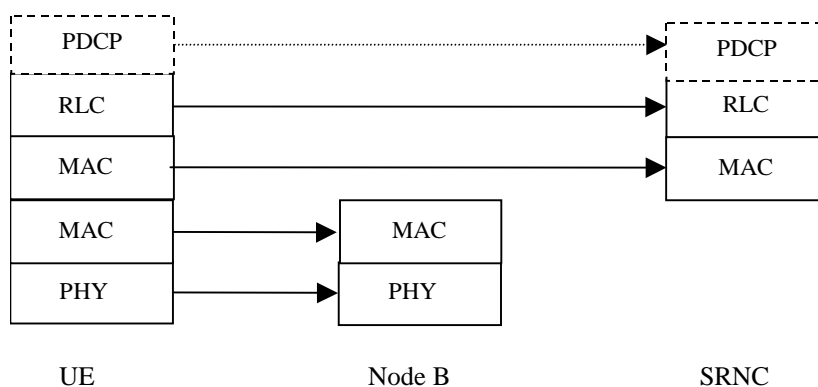 PDCP PDCP
RLC RLC
MAC MAC
MAC MAC
PHY PHY
UE Node B SRNC